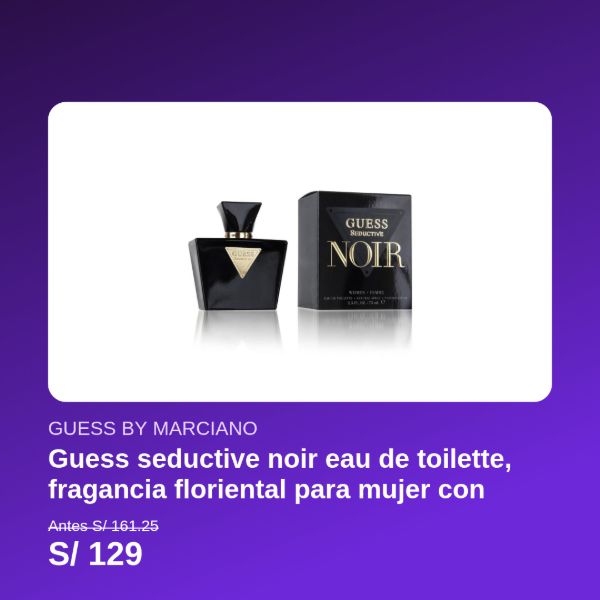 GUESS
GUESS
SEDUCTIVE
NOIR
GUESS BY MARCIANO
Guess seductive noir eau de toilette,
fragancia floriental para mujer con
Antes S/ 161.25
S/ 129